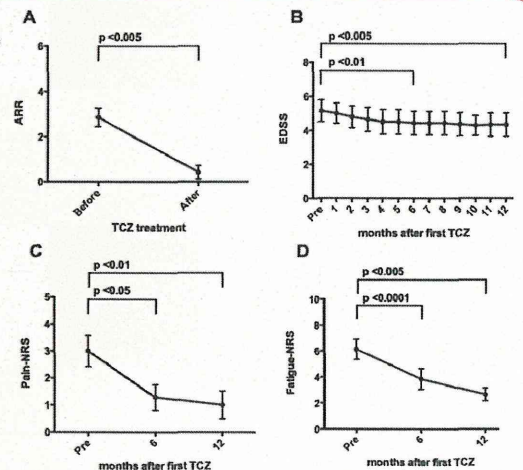 A
p <0.005
6
4
2
0
ARR
Before
After
TCZ treatment
B
p <0.005
p <0.01
8
6
4
2
0
EDSS
Pre
1
2
3
4
5
6
7
8
9
10
11
12
months after first TCZ
C
p <0.01
p <0.05
5
4
3
2
1
0
Pain-NRS
Pre
6
12
months after first TCZ
D
p <0.005
p <0.0001
10
8
6
4
2
0
Fatigue-NRS
Pre
6
12
months after first TCZ